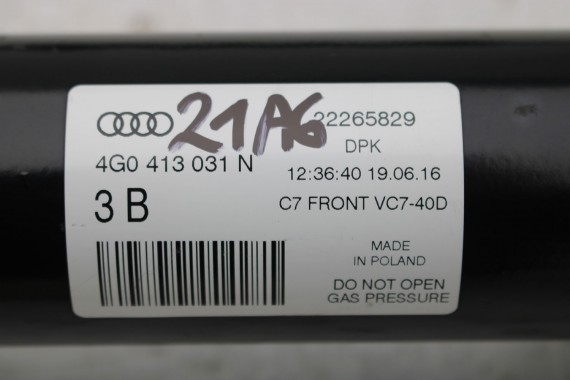 21A6
22265829
DPK
4G0 413 031 N
12:36:40 19.06.16
3 B
C7 FRONT VC7-40D
MADE
IN POLAND
DO NOT OPEN
GAS PRESSURE